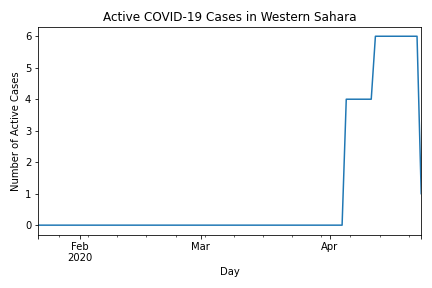 Active COVID-19 Cases in Western Sahara
Number of Active Cases
6
5
4
3
2
1
0
Feb
2020
Mar
Apr
Day